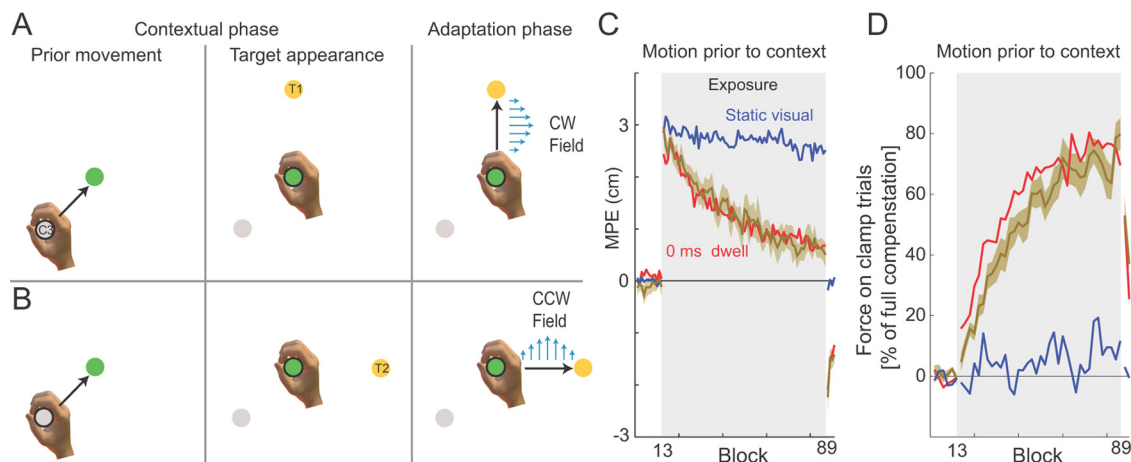 A
Contextual phase
Adaptation phase
Prior movement
Target appearance
T1
CW
Field
C3
B
CCW
Field
T2
C
Motion prior to context
Exposure
Static visual
0 ms dwell
MPE (cm)
3
0
-3
13
89
Block
D
Motion prior to context
Force on clamp trials
[% of full compenstation]
100
80
60
40
20
0
13
89
Block